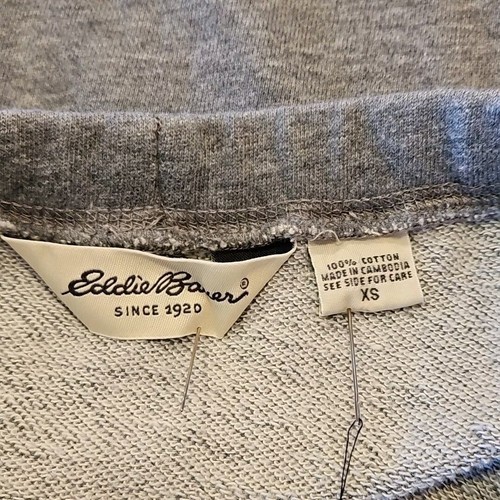 Eddie Bauer®
SINCE 1920
100% COTTON
MADE IN CAMBODIA
SEE SIDE FOR CARE
XS